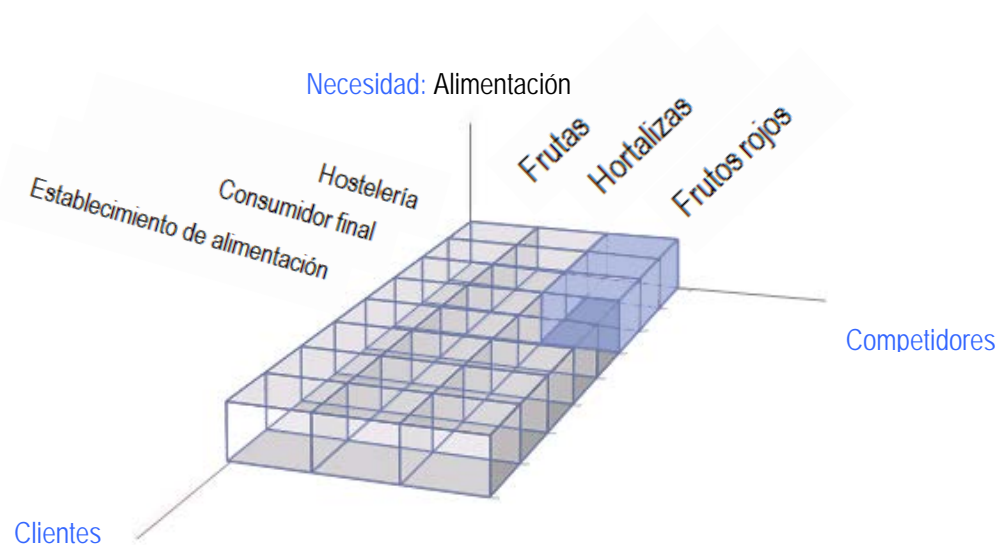 Necesidad: Alimentación
Frutas
Hortalizas
Frutos rojos
Hostelería
Consumidor final
Establecimiento de alimentación
Competidores
Clientes